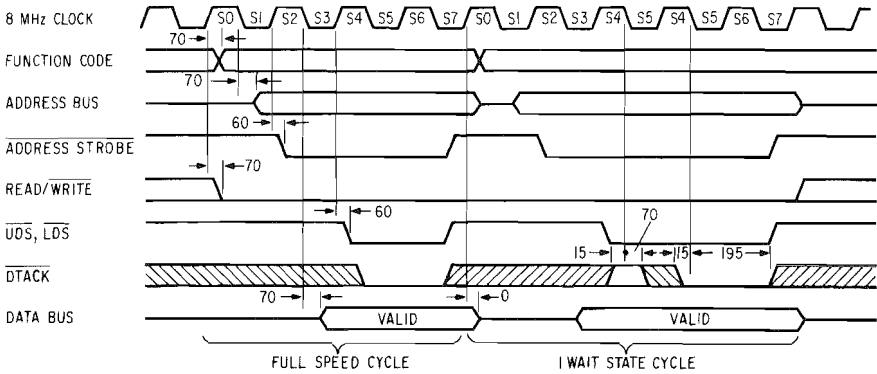 8 MHz CLOCK S0 S1 S2 S3 S4 S5 S6 S7 S0 S1 S2 S3 S4 S5 S4 S5 S6 S7
70
FUNCTION CODE
70
ADDRESS BUS
60
ADDRESS STROBE
70
READ/WRITE
60
UDS, LDS
70
15 15 195
DTACK
70 0
DATA BUS VALID VALID
FULL SPEED CYCLE 1 WAIT STATE CYCLE